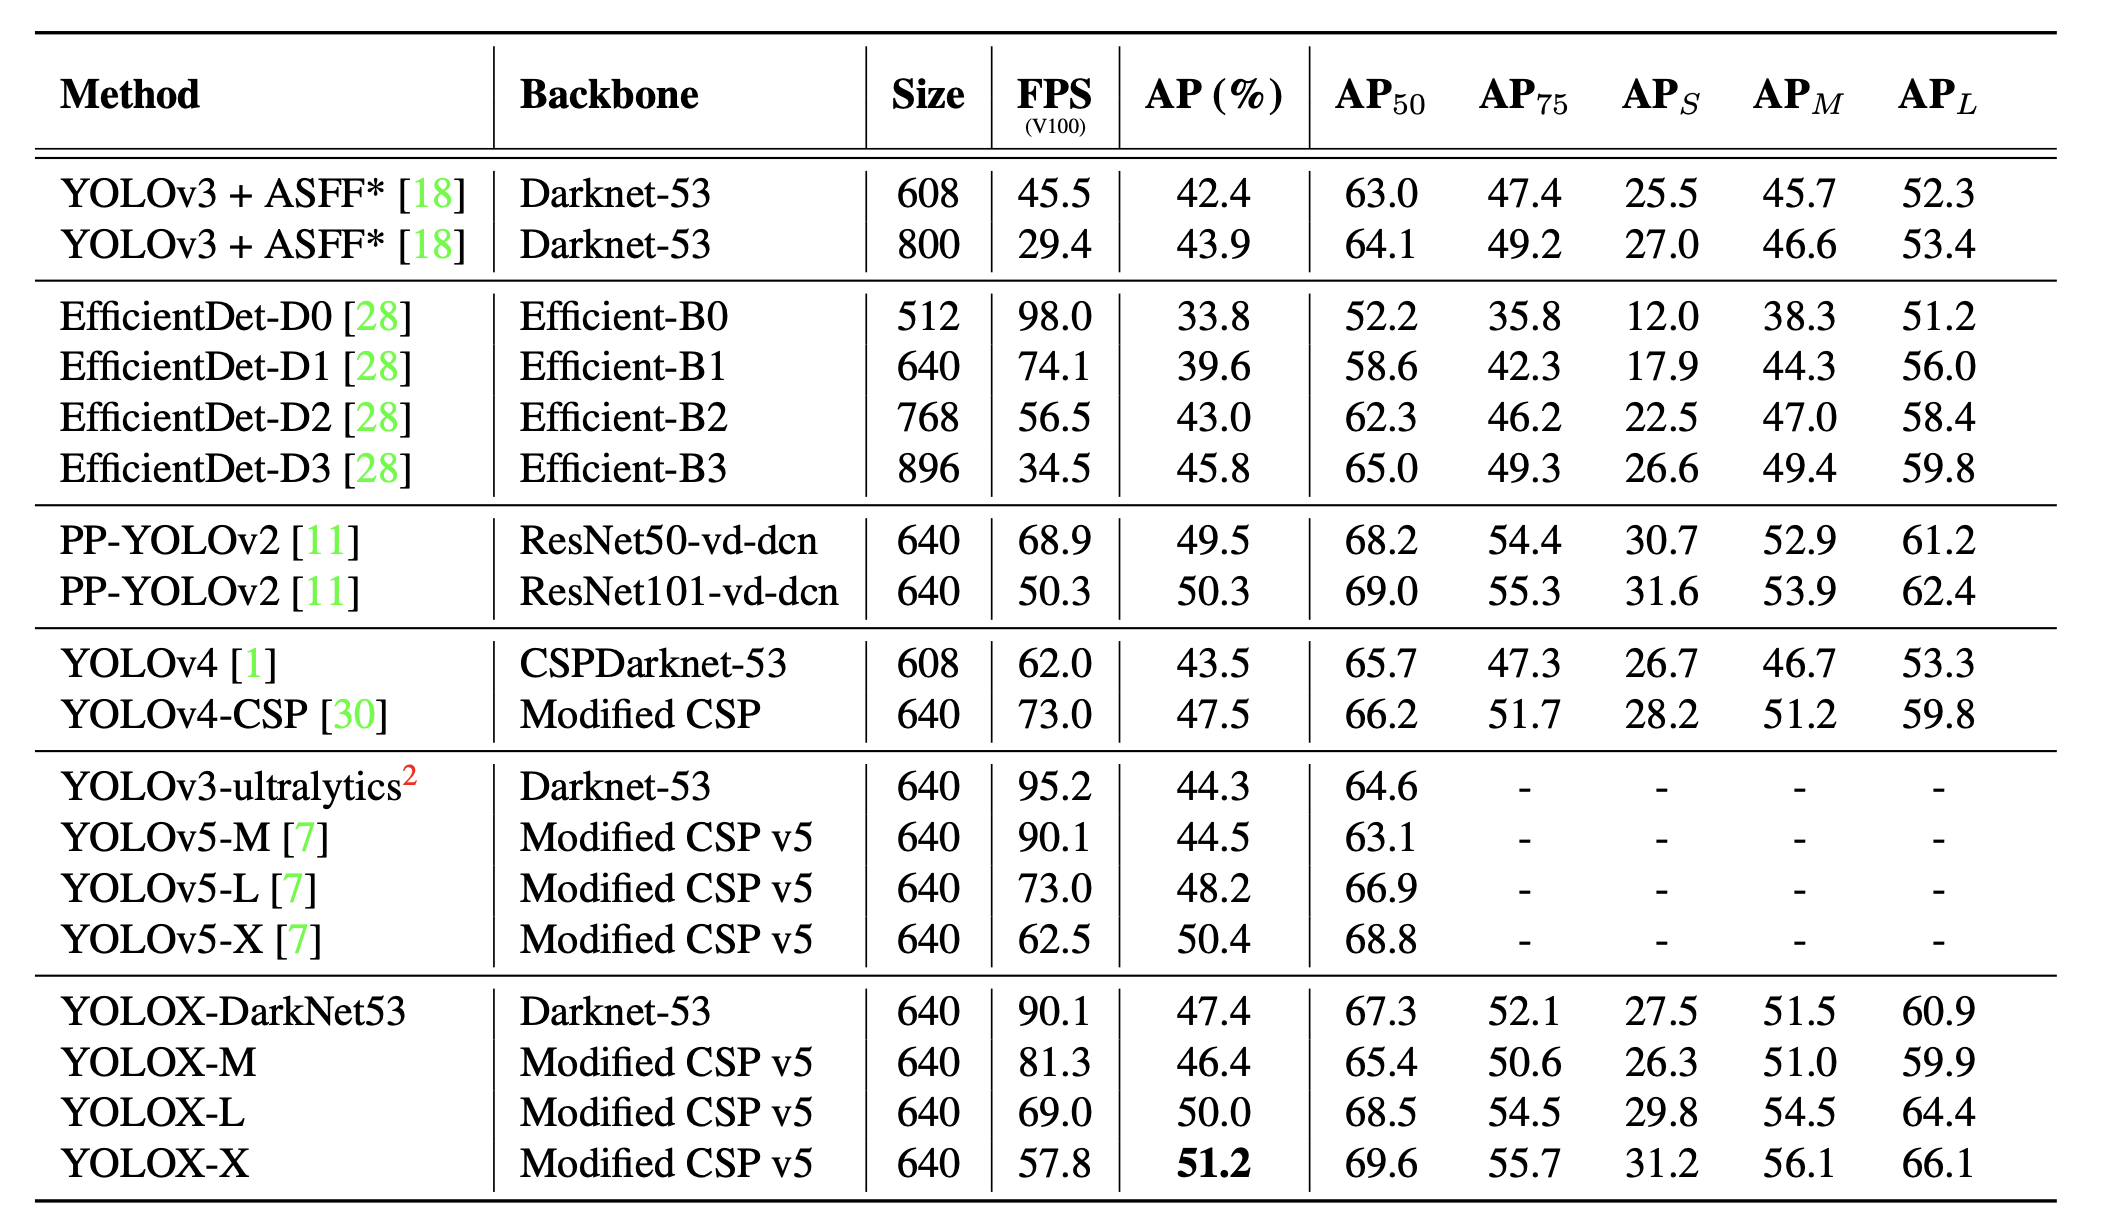 Method Backbone Size FPS (V100) AP (%) AP50 AP75 APS APM APL
YOLOv3 + ASFF* [18] Darknet-53 608 45.5 42.4 63.0 47.4 25.5 45.7 52.3
YOLOv3 + ASFF* [18] Darknet-53 800 29.4 43.9 64.1 49.2 27.0 46.6 53.4
EfficientDet-D0 [28] Efficient-B0 512 98.0 33.8 52.2 35.8 12.0 38.3 51.2
EfficientDet-D1 [28] Efficient-B1 640 74.1 39.6 58.6 42.3 17.9 44.3 56.0
EfficientDet-D2 [28] Efficient-B2 768 56.5 43.0 62.3 46.2 22.5 47.0 58.4
EfficientDet-D3 [28] Efficient-B3 896 34.5 45.8 65.0 49.3 26.6 49.4 59.8
PP-YOLOv2 [11] ResNet50-vd-dcn 640 68.9 49.5 68.2 54.4 30.7 52.9 61.2
PP-YOLOv2 [11] ResNet101-vd-dcn 640 50.3 50.3 69.0 55.3 31.6 53.9 62.4
YOLOv4 [1] CSPDarknet-53 608 62.0 43.5 65.7 47.3 26.7 46.7 53.3
YOLOv4-CSP [30] Modified CSP 640 73.0 47.5 66.2 51.7 28.2 51.2 59.8
YOLOv3-ultralytics2 Darknet-53 640 95.2 44.3 64.6 - - - -
YOLOv5-M [7] Modified CSP v5 640 90.1 44.5 63.1 - - - -
YOLOv5-L [7] Modified CSP v5 640 73.0 48.2 66.9 - - - -
YOLOv5-X [7] Modified CSP v5 640 62.5 50.4 68.8 - - - -
YOLOX-DarkNet53 Darknet-53 640 90.1 47.4 67.3 52.1 27.5 51.5 60.9
YOLOX-M Modified CSP v5 640 81.3 46.4 65.4 50.6 26.3 51.0 59.9
YOLOX-L Modified CSP v5 640 69.0 50.0 68.5 54.5 29.8 54.5 64.4
YOLOX-X Modified CSP v5 640 57.8 51.2 69.6 55.7 31.2 56.1 66.1